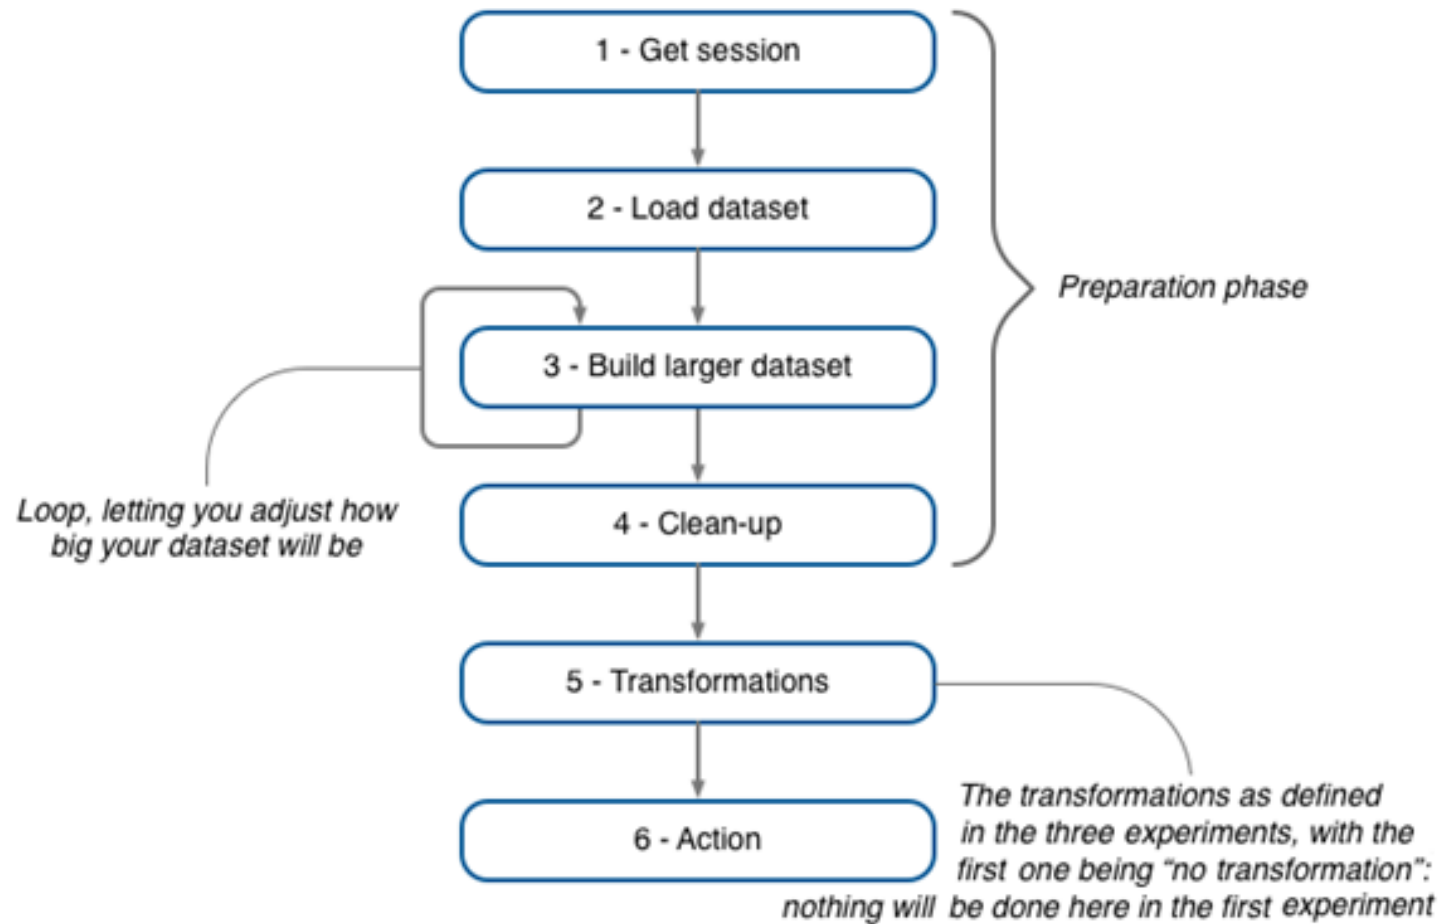 1 - Get session
2 - Load dataset
Preparation phase
3 - Build larger dataset
Loop, letting you adjust how
big your dataset will be
4 - Clean-up
5 - Transformations
6 - Action
The transformations as defined
in the three experiments, with the
first one being “no transformation”:
nothing will be done here in the first experiment